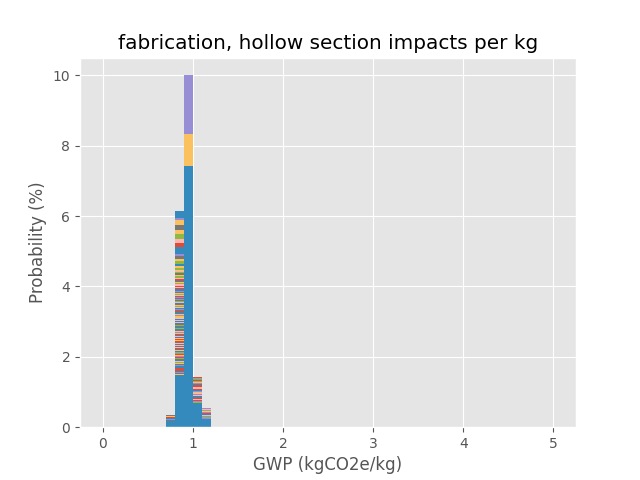 fabrication, hollow section impacts per kg
10
8
6
4
2
0
Probability (%)
0 1 2 3 4 5
GWP (kgCO2e/kg)